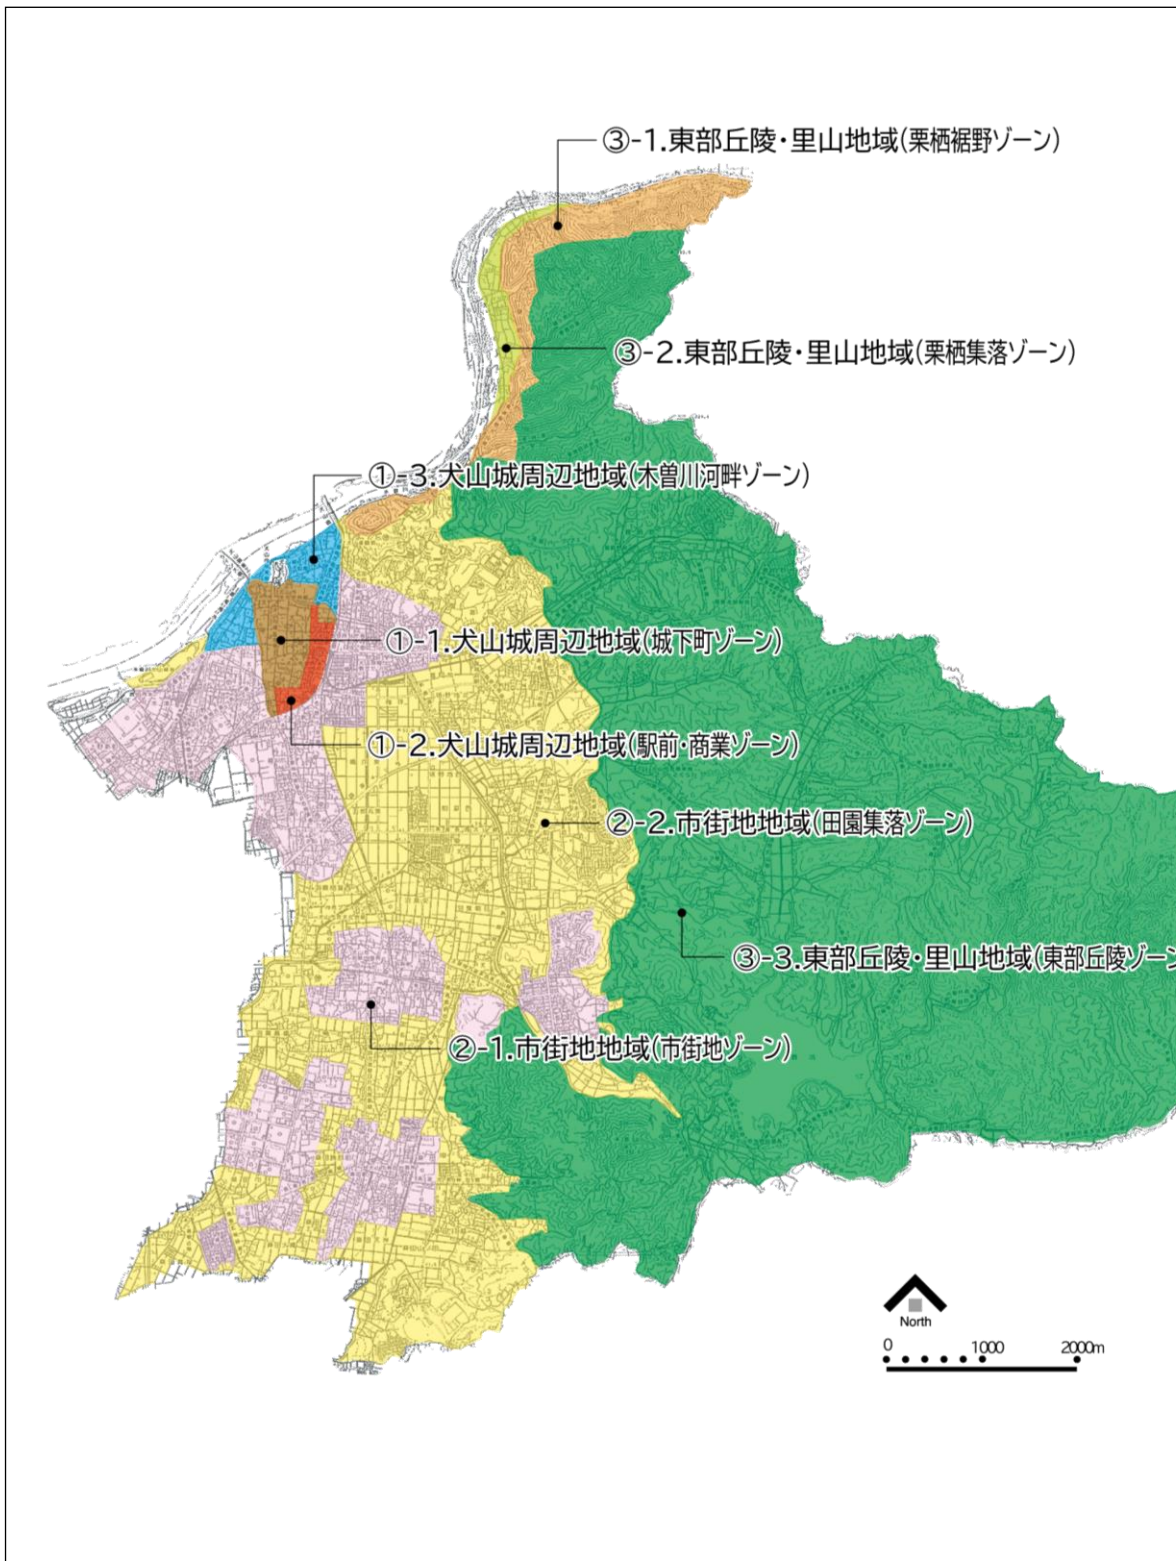 ③-1.東部丘陵・里山地域(栗栖裾野ゾーン)
③-2.東部丘陵・里山地域(栗栖集落ゾーン)
①-3.犬山城周辺地域(木曽川河畔ゾーン)
①-1.犬山城周辺地域(城下町ゾーン)
①-2.犬山城周辺地域(駅前・商業ゾーン)
②-2.市街地地域(田園集落ゾーン)
③-3.東部丘陵・里山地域(東部丘陵ゾーン
②-1.市街地地域(市街地ゾーン)
North
0 1000 2000m